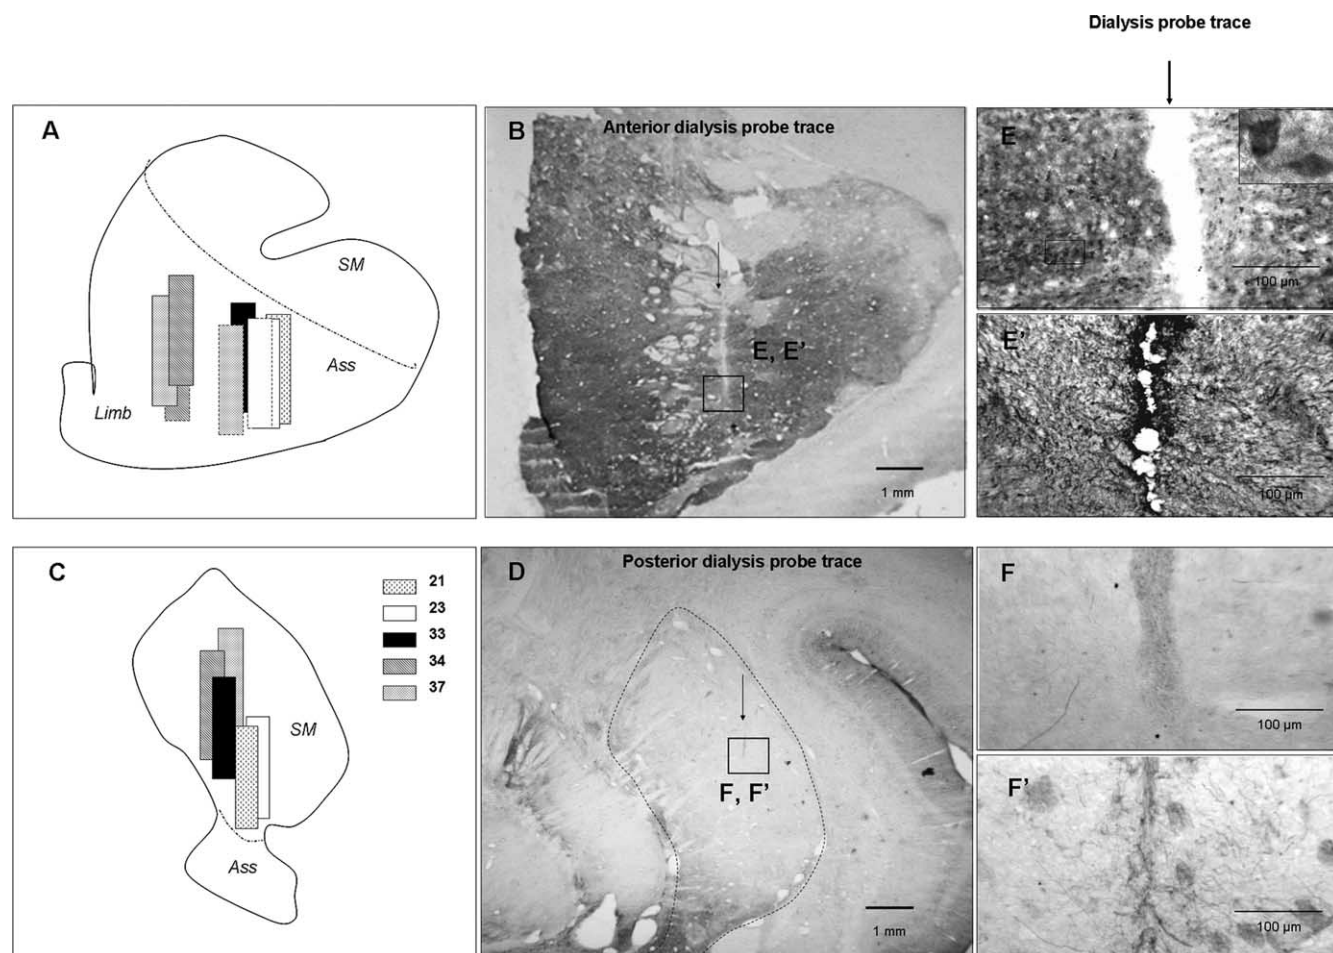 Dialysis probe trace
A
SM
Ass
Limb
B
Anterior dialysis probe trace
E, E’
1 mm
E
100 µm
E’
100 µm
C
21
23
33
34
37
SM
Ass
D
Posterior dialysis probe trace
F, F’
1 mm
F
100 µm
F’
100 µm